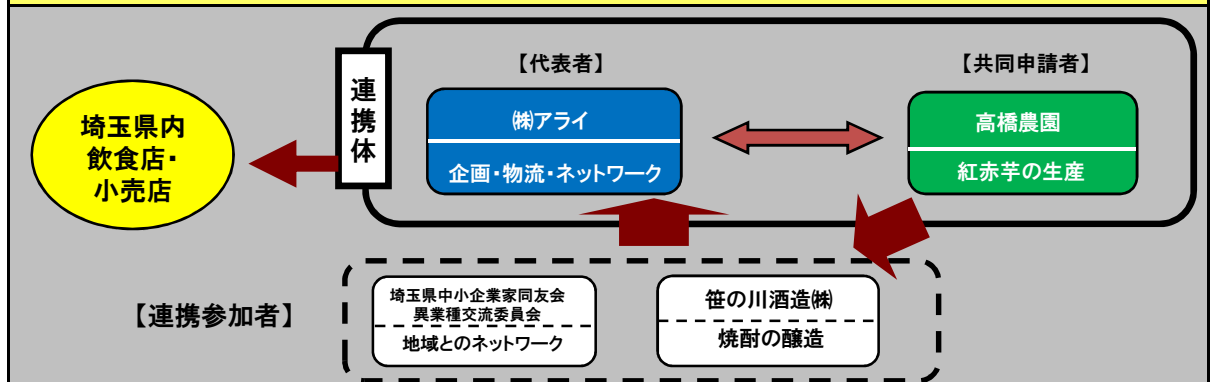 連携体
【代表者】
㈱アライ
企画・物流・ネットワーク
【共同申請者】
高橋農園
紅赤芋の生産
埼玉県内
飲食店・
小売店
【連携参加者】
埼玉県中小企業家同友会
異業種交流委員会
地域とのネットワーク
笹の川酒造㈱
焼酎の醸造